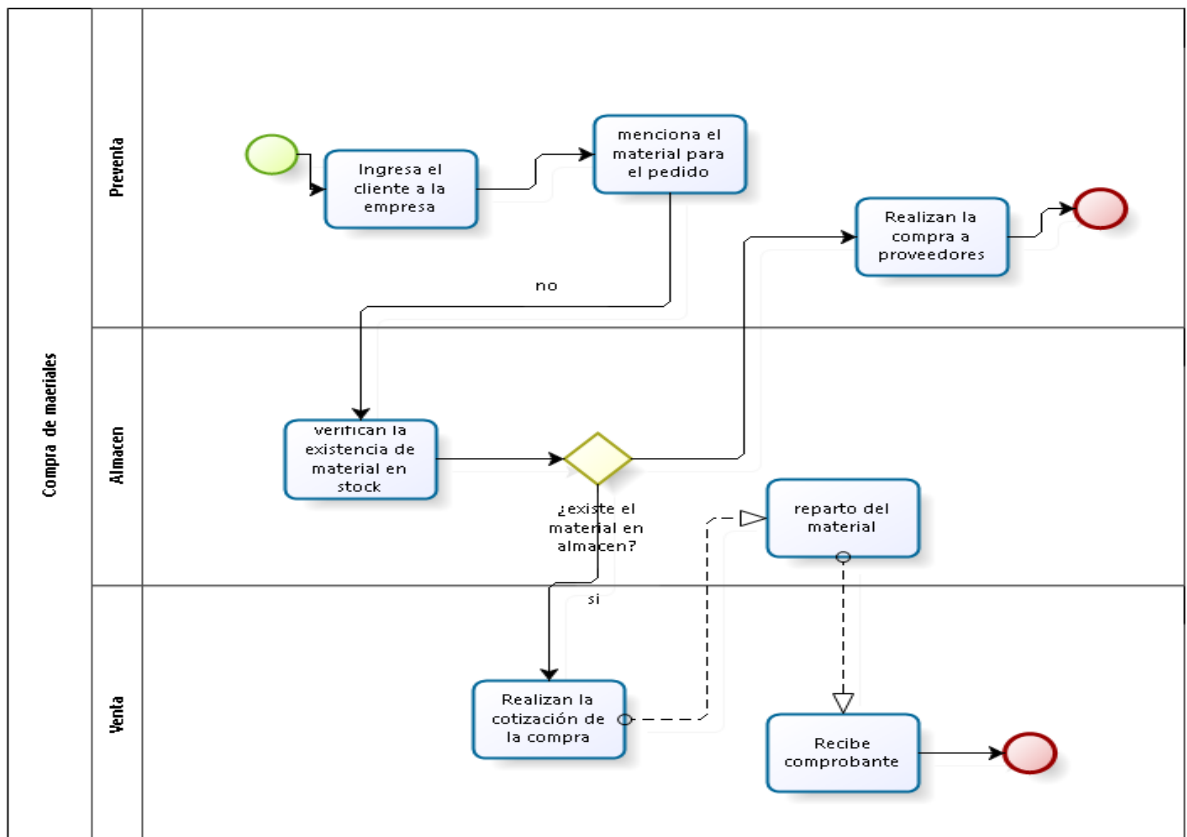 Compra de maeriales
Preventa
Ingresa el
cliente a la
empresa
menciona el
material para
el pedido
Realizan la
compra a
proveedores
no
Almacen
verifican la
existencia de
material en
stock
¿existe el
material en
almacen?
reparto del
material
si
Venta
Realizan la
cotización de
la compra
Recibe
comprobante